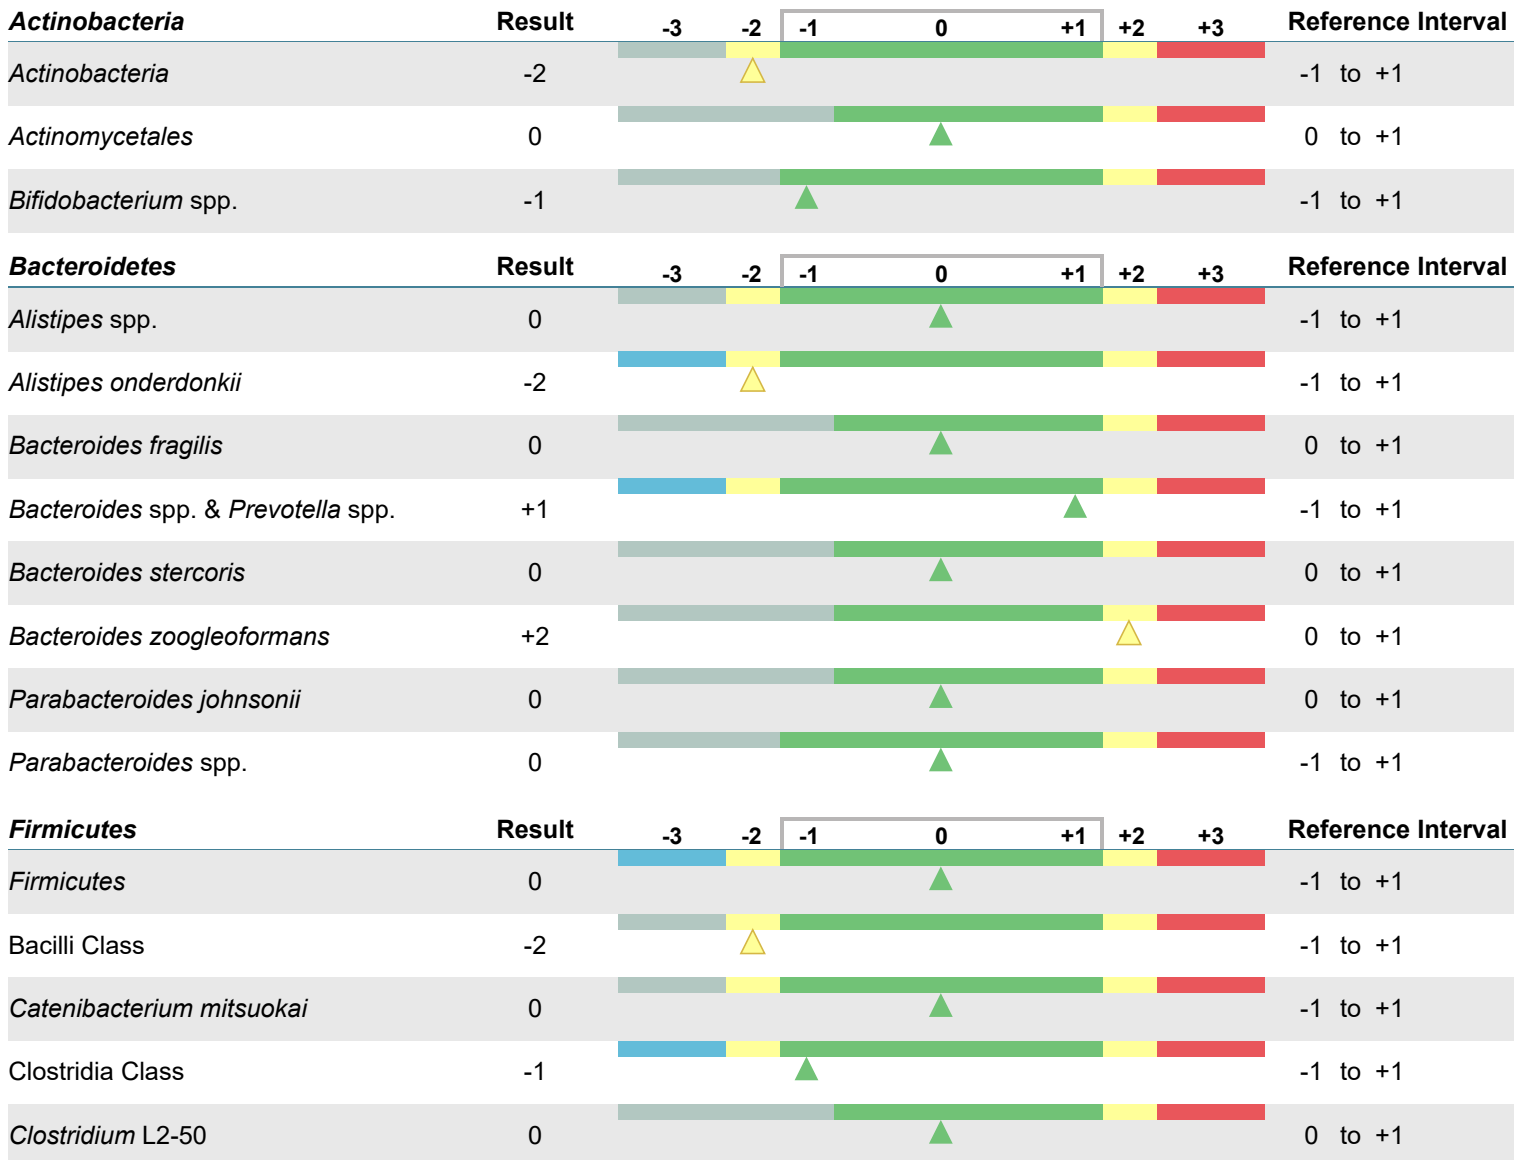 Actinobacteria Result -3 -2 -1 0 +1 +2 +3 Reference Interval
Actinobacteria -2 -1 to +1
Actinomycetales 0 0 to +1
Bifidobacterium spp. -1 -1 to +1
Bacteroidetes Result -3 -2 -1 0 +1 +2 +3 Reference Interval
Alistipes spp. 0 -1 to +1
Alistipes onderdonkii -2 -1 to +1
Bacteroides fragilis 0 0 to +1
Bacteroides spp. & Prevotella spp. +1 -1 to +1
Bacteroides stercoris 0 0 to +1
Bacteroides zoogleoformans +2 0 to +1
Parabacteroides johnsonii 0 0 to +1
Parabacteroides spp. 0 -1 to +1
Firmicutes Result -3 -2 -1 0 +1 +2 +3 Reference Interval
Firmicutes 0 -1 to +1
Bacilli Class -2 -1 to +1
Catenibacterium mitsuokai 0 -1 to +1
Clostridia Class -1 -1 to +1
Clostridium L2-50 0 0 to +1